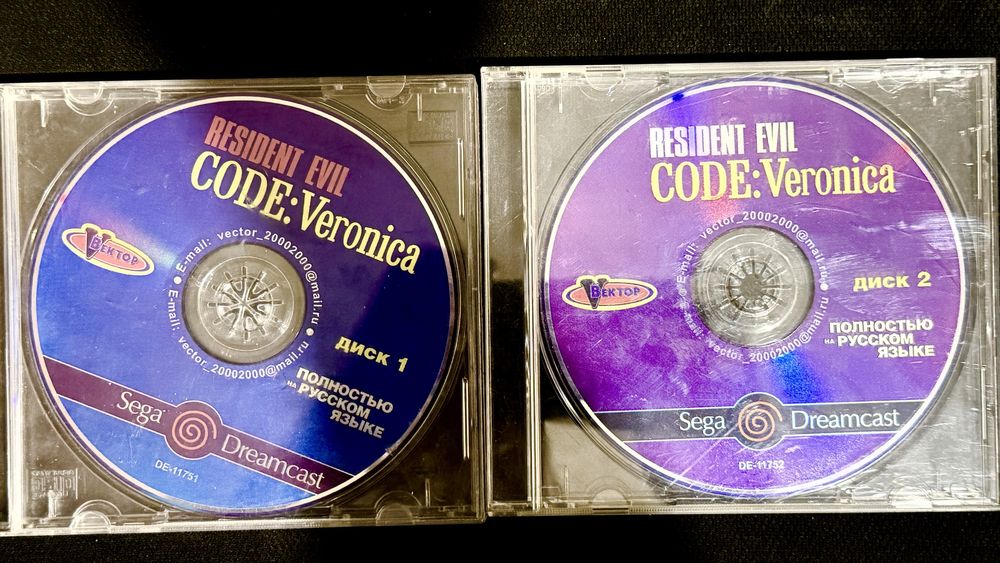 RESIDENT EVIL
CODE: Veronica
ВЕКТОР
E-mail: vector_20002000@mail.ru
E-mail: vector_20002000@mail.ru
ДИСК 1
ПОЛНОСТЬЮ
НА РУССКОМ
ЯЗЫКЕ
Sega Dreamcast
DE-11751
RESIDENT EVIL
CODE: Veronica
ВЕКТОР
E-mail: vector_20002000@mail.ru
E-mail: vector_20002000@mail.ru
ДИСК 2
ПОЛНОСТЬЮ
НА РУССКОМ
ЯЗЫКЕ
Sega Dreamcast
DE-11752